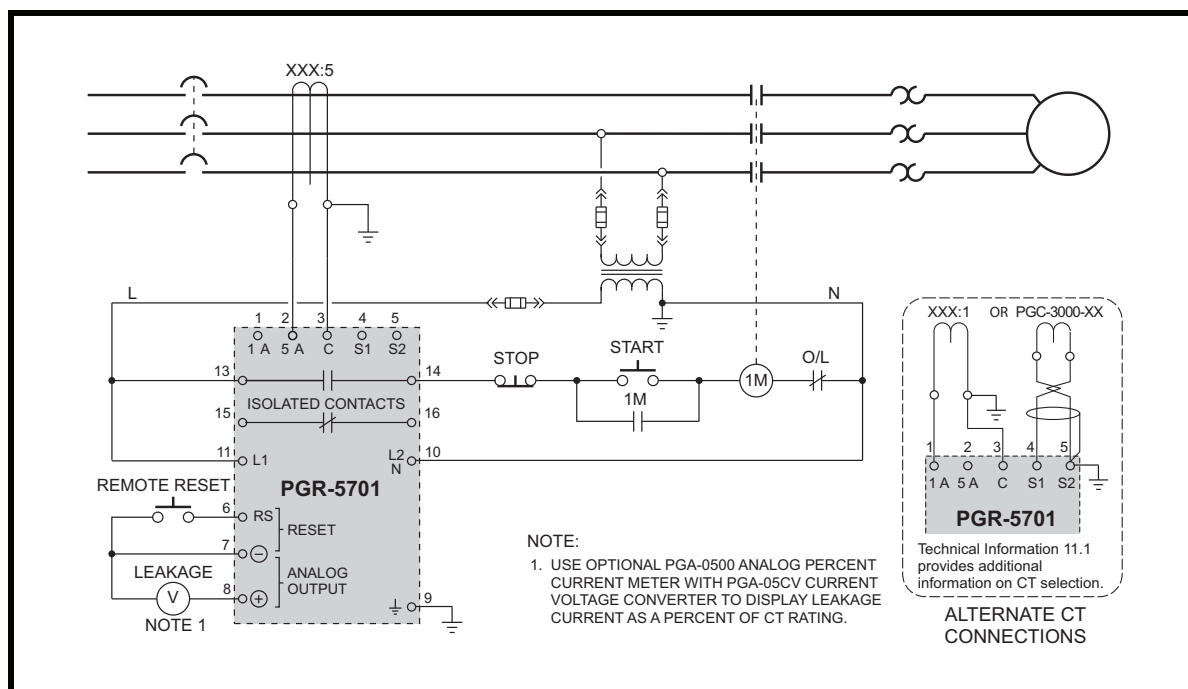 XXX:5
L
N
1 2 3 4 5
1 A 5 A C S1 S2
13
14
STOP
START
1M
1M
O/L
ISOLATED CONTACTS
15
16
11
L1
L2
N
10
PGR-5701
REMOTE RESET
6
RS
RESET
7
−
LEAKAGE
V
8
+
ANALOG
OUTPUT
NOTE 1
9
NOTE:
1. USE OPTIONAL PGA-0500 ANALOG PERCENT
CURRENT METER WITH PGA-05CV CURRENT
VOLTAGE CONVERTER TO DISPLAY LEAKAGE
CURRENT AS A PERCENT OF CT RATING.
XXX:1 OR PGC-3000-XX
1 2 3 4 5
1 A 5 A C S1 S2
PGR-5701
Technical Information 11.1
provides additional
information on CT selection.
ALTERNATE CT
CONNECTIONS